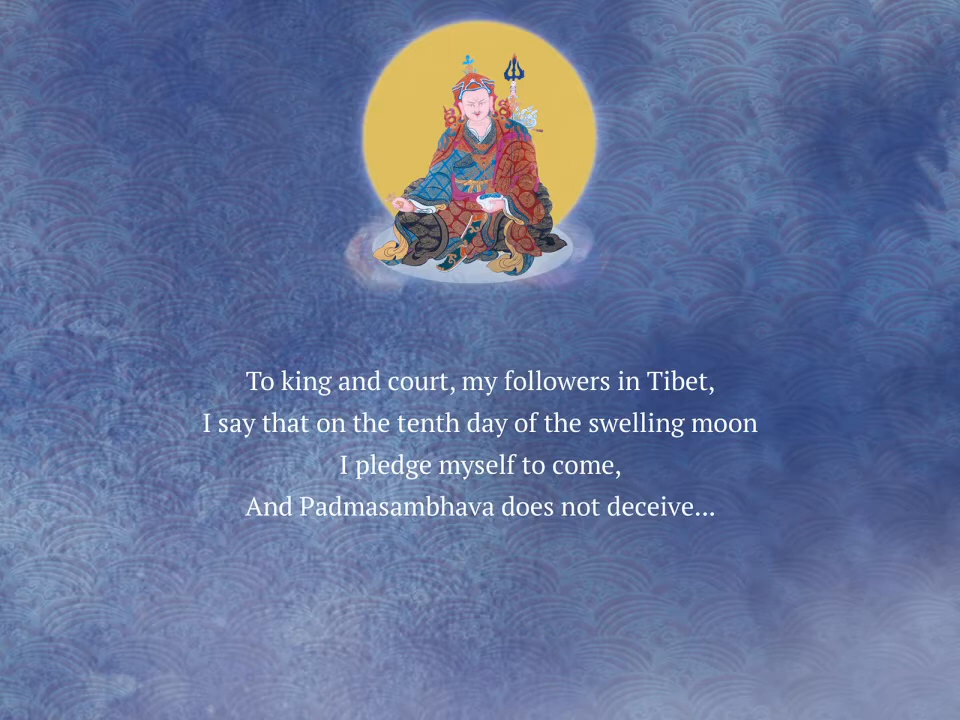 To king and court, my followers in Tibet,
I say that on the tenth day of the swelling moon
I pledge myself to come,
And Padmasambhava does not deceive...